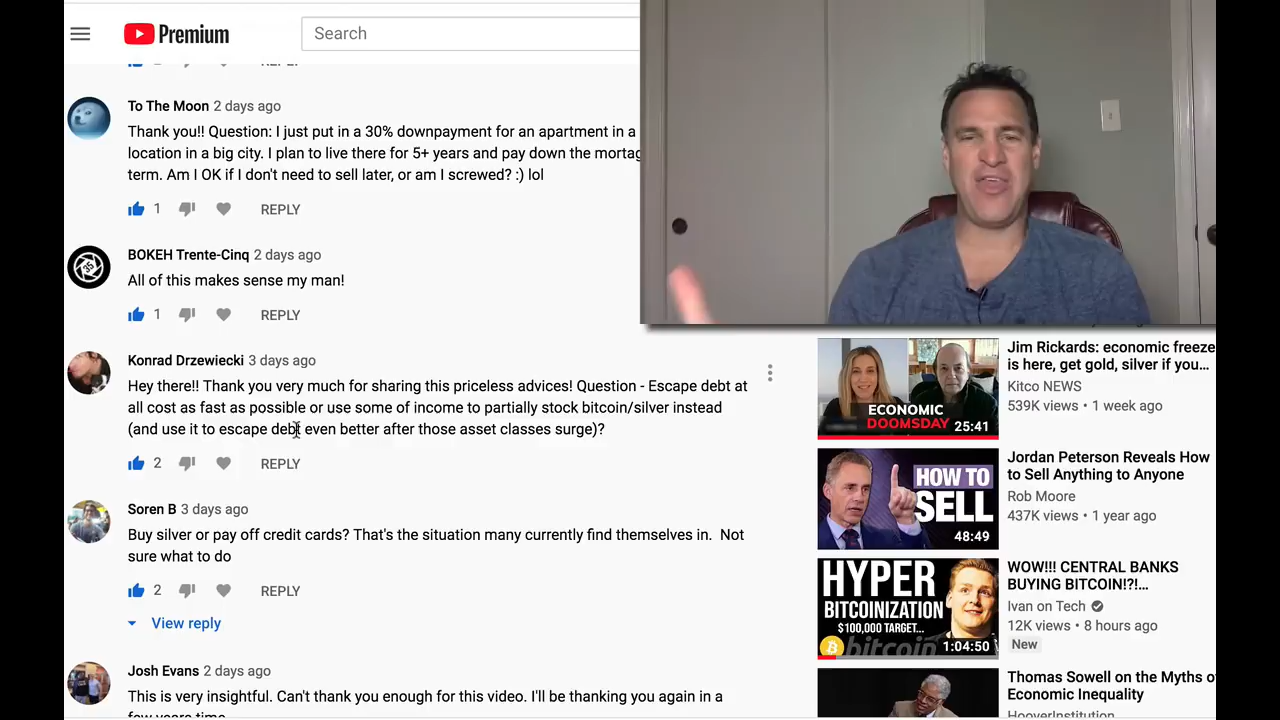 Premium
Search
REPLY
To The Moon 2 days ago
Thank you!! Question: I just put in a 30% downpayment for an apartment in a
location in a big city. I plan to live there for 5+ years and pay down the
term. Am I OK if I don't need to sell later, or am I screwed? :) lol
1 REPLY
BOKEH Trente-Cinq 2 days ago
All of this makes sense my man!
1 REPLY
Konrad Drzewiecki 3 days ago
Hey there!! Thank you very much for sharing this priceless advices! Question - Escape debt at
all cost as fast as possible or use some of income to partially stock bitcoin/silver instead
(and use it to escape debt even better after those asset classes surge)?
2 REPLY
Soren B 3 days ago
Buy silver or pay off credit cards? That's the situation many currently find themselves in. Not
sure what to do
2 REPLY
View reply
Josh Evans 2 days ago
This is very insightful. Can't thank you enough for this video. I'll be thanking you again in a
few years time
ECONOMIC
DOOMSDAY 25:41
Jim Rickards: economic freeze
is here, get gold, silver if you...
Kitco NEWS
539K views • 1 week ago
HOW TO
SELL
48:49
Jordan Peterson Reveals How
to Sell Anything to Anyone
Rob Moore
437K views • 1 year ago
HYPER
BITCOINIZATION
$100,000 TARGET...
bitcoin 1:04:50
WOW!!! CENTRAL BANKS
BUYING BITCOIN!?!...
Ivan on Tech
12K views • 8 hours ago
New
Thomas Sowell on the Myths of
Economic Inequality
HooverInstitution